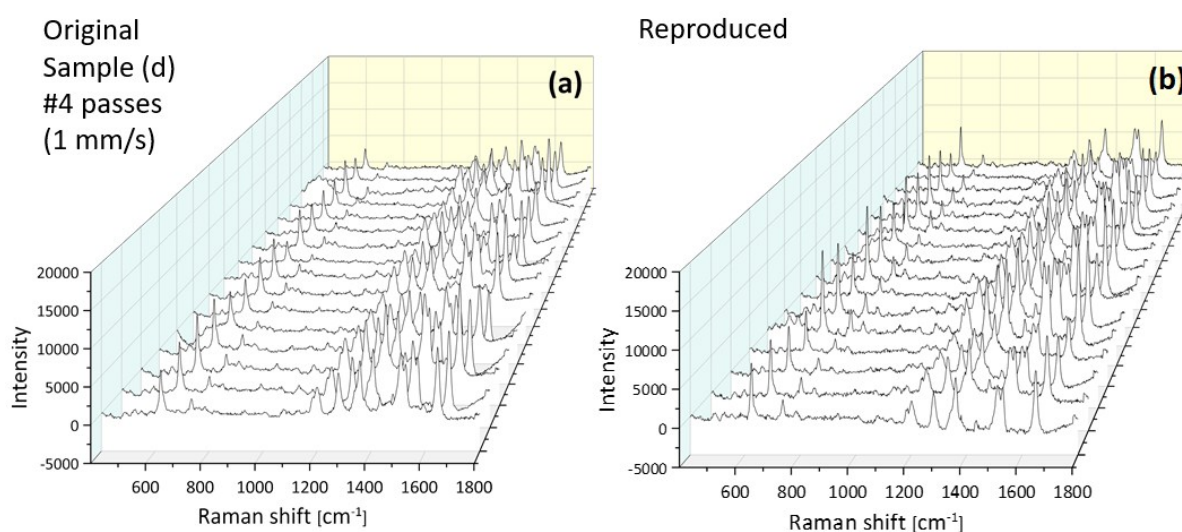 Original
Sample (d)
#4 passes
(1 mm/s)
(a)
20000
15000
10000
5000
0
-5000
Intensity
600 800 1000 1200 1400 1600 1800
Raman shift [cm⁻¹]
Reproduced
(b)
20000
15000
10000
5000
0
-5000
Intensity
600 800 1000 1200 1400 1600 1800
Raman shift [cm⁻¹]